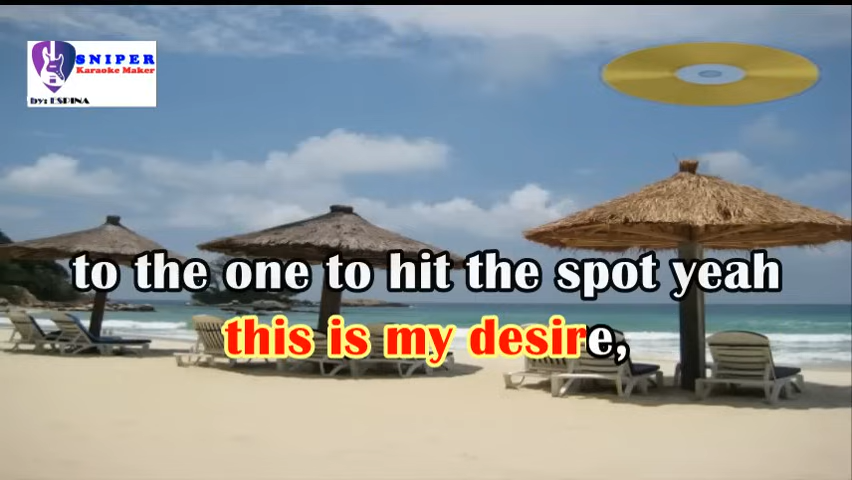 SNIPER
Karaoke Maker
by: ESPINA
to the one to hit the spot yeah
this is my desire,